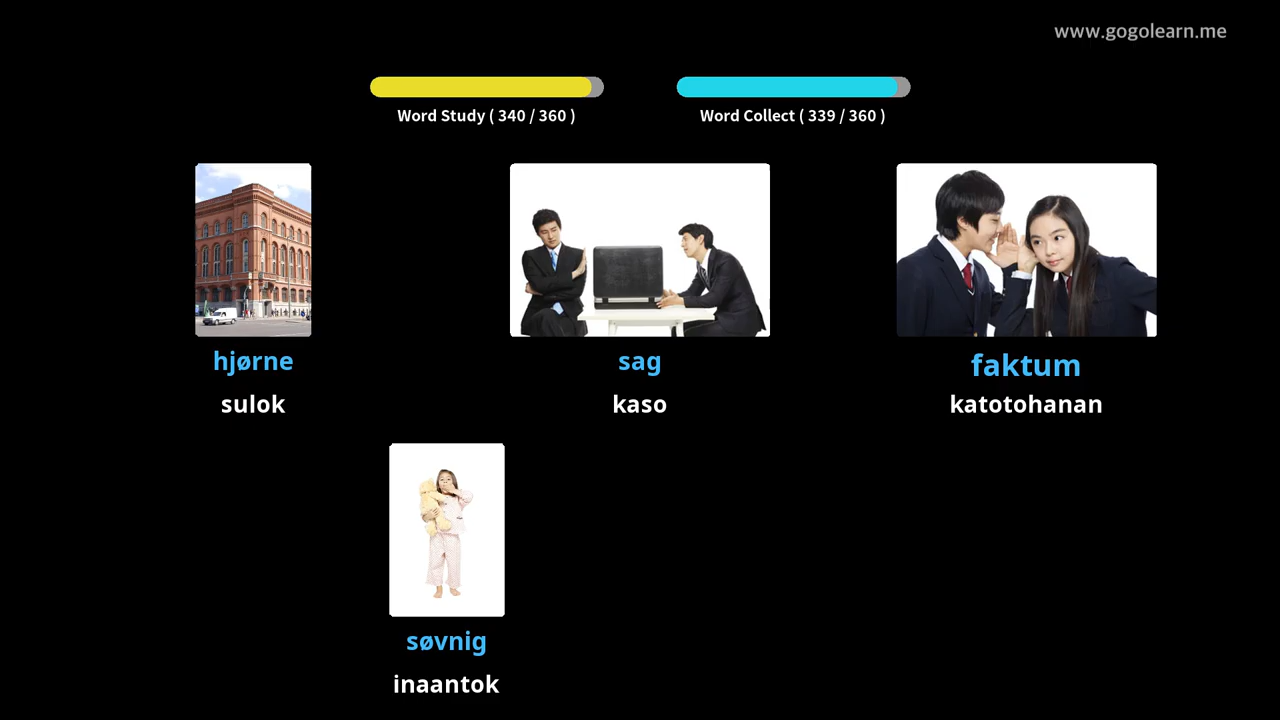 www.gogolearn.me
Word Study ( 340 / 360 )
Word Collect ( 339 / 360 )
hjørne
sulok
sag
kaso
faktum
katotohanan
søvnig
inaantok